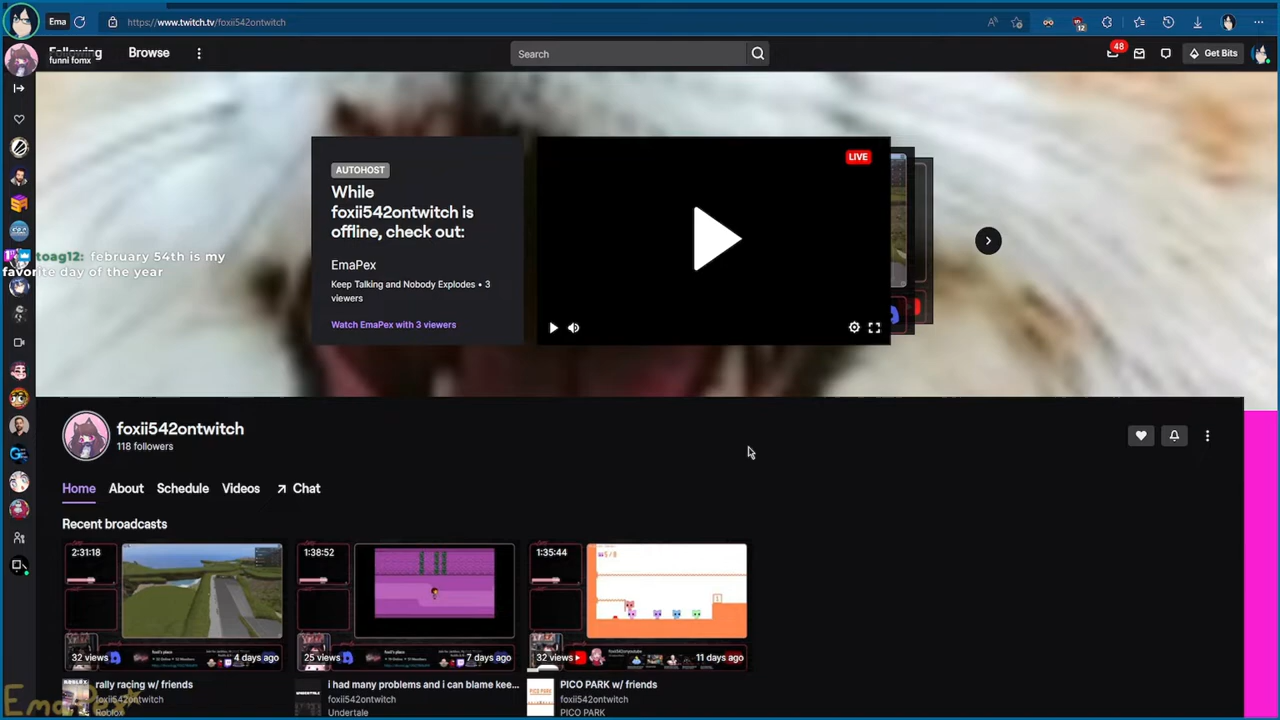 Ema
https://www.twitch.tv/foxii542ontwitch
12
Following
funni fomx
Browse
Search
48
Get Bits
AUTOHOST
LIVE
While
foxii542ontwitch is
offline, check out:
toag12: february 54th is my
favorite day of the year
EmaPex
Keep Talking and Nobody Explodes • 3
viewers
Watch EmaPex with 3 viewers
foxii542ontwitch
118 followers
Home
About
Schedule
Videos
Chat
Recent broadcasts
2:31:18
1:38:52
1:35:44
32 views
4 days ago
25 views
7 days ago
32 views
11 days ago
rally racing w/ friends
foxii542ontwitch
Roblox
i had many problems and i can blame kee...
foxii542ontwitch
Undertale
PICO PARK w/ friends
foxii542ontwitch
PICO PARK